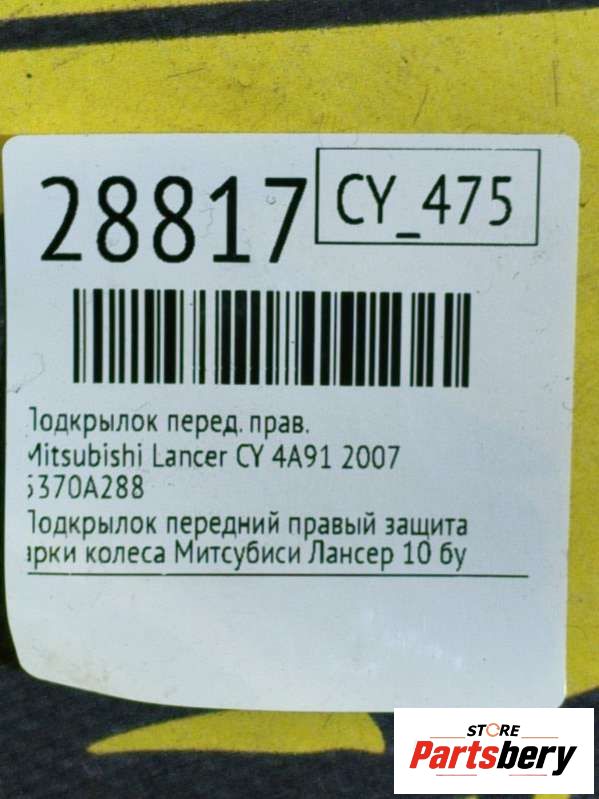 28817
CY_475
Подкрылок перед. прав.
Mitsubishi Lancer CY 4A91 2007
5370A288
Подкрылок передний правый защита
арки колеса Митсубиси Лансер 10 бу
STORE
Partsbery